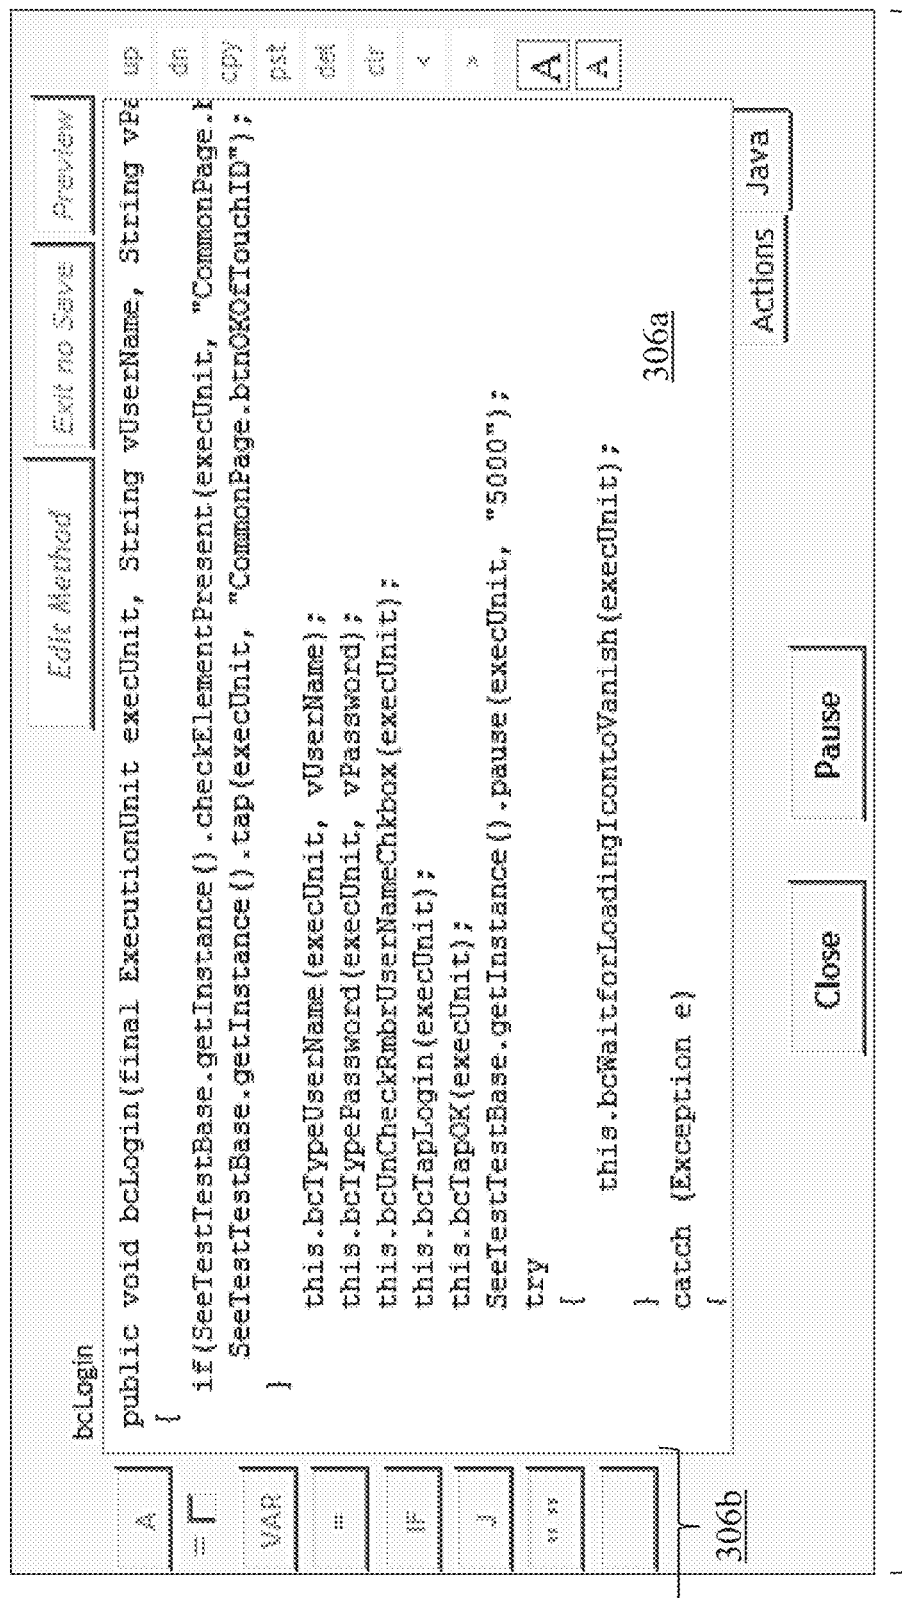 bcLogin
Edit Method
Exit no Save
Preview
A
=
VAR
=
IF
J
“ ”
306b
public void bcLogin(final ExecutionUnit execUnit, String vUserName, String vPa
{
if(SeeTestTestBase.getInstance().checkElementPresent(execUnit, "CommonPage.b
SeeTestTestBase.getInstance().tap(execUnit, "CommonPage.btnOKOfTouchID");
}
this.bcTypeUserName(execUnit, vUserName);
this.bcTypePassword(execUnit, vPassword);
this.bcUnCheckRmbrUserNameChkbox(execUnit);
this.bcTapLogin(execUnit);
this.bcTapOK(execUnit);
SeeTestTestBase.getInstance().pause(execUnit, "5000");
try
{
this.bcWaitforLoadingIcontoVanish(execUnit);
}
catch (Exception e)
{
306a
up
dn
cpy
pst
del
clr
<
>
A
A
Actions
Java
Close
Pause